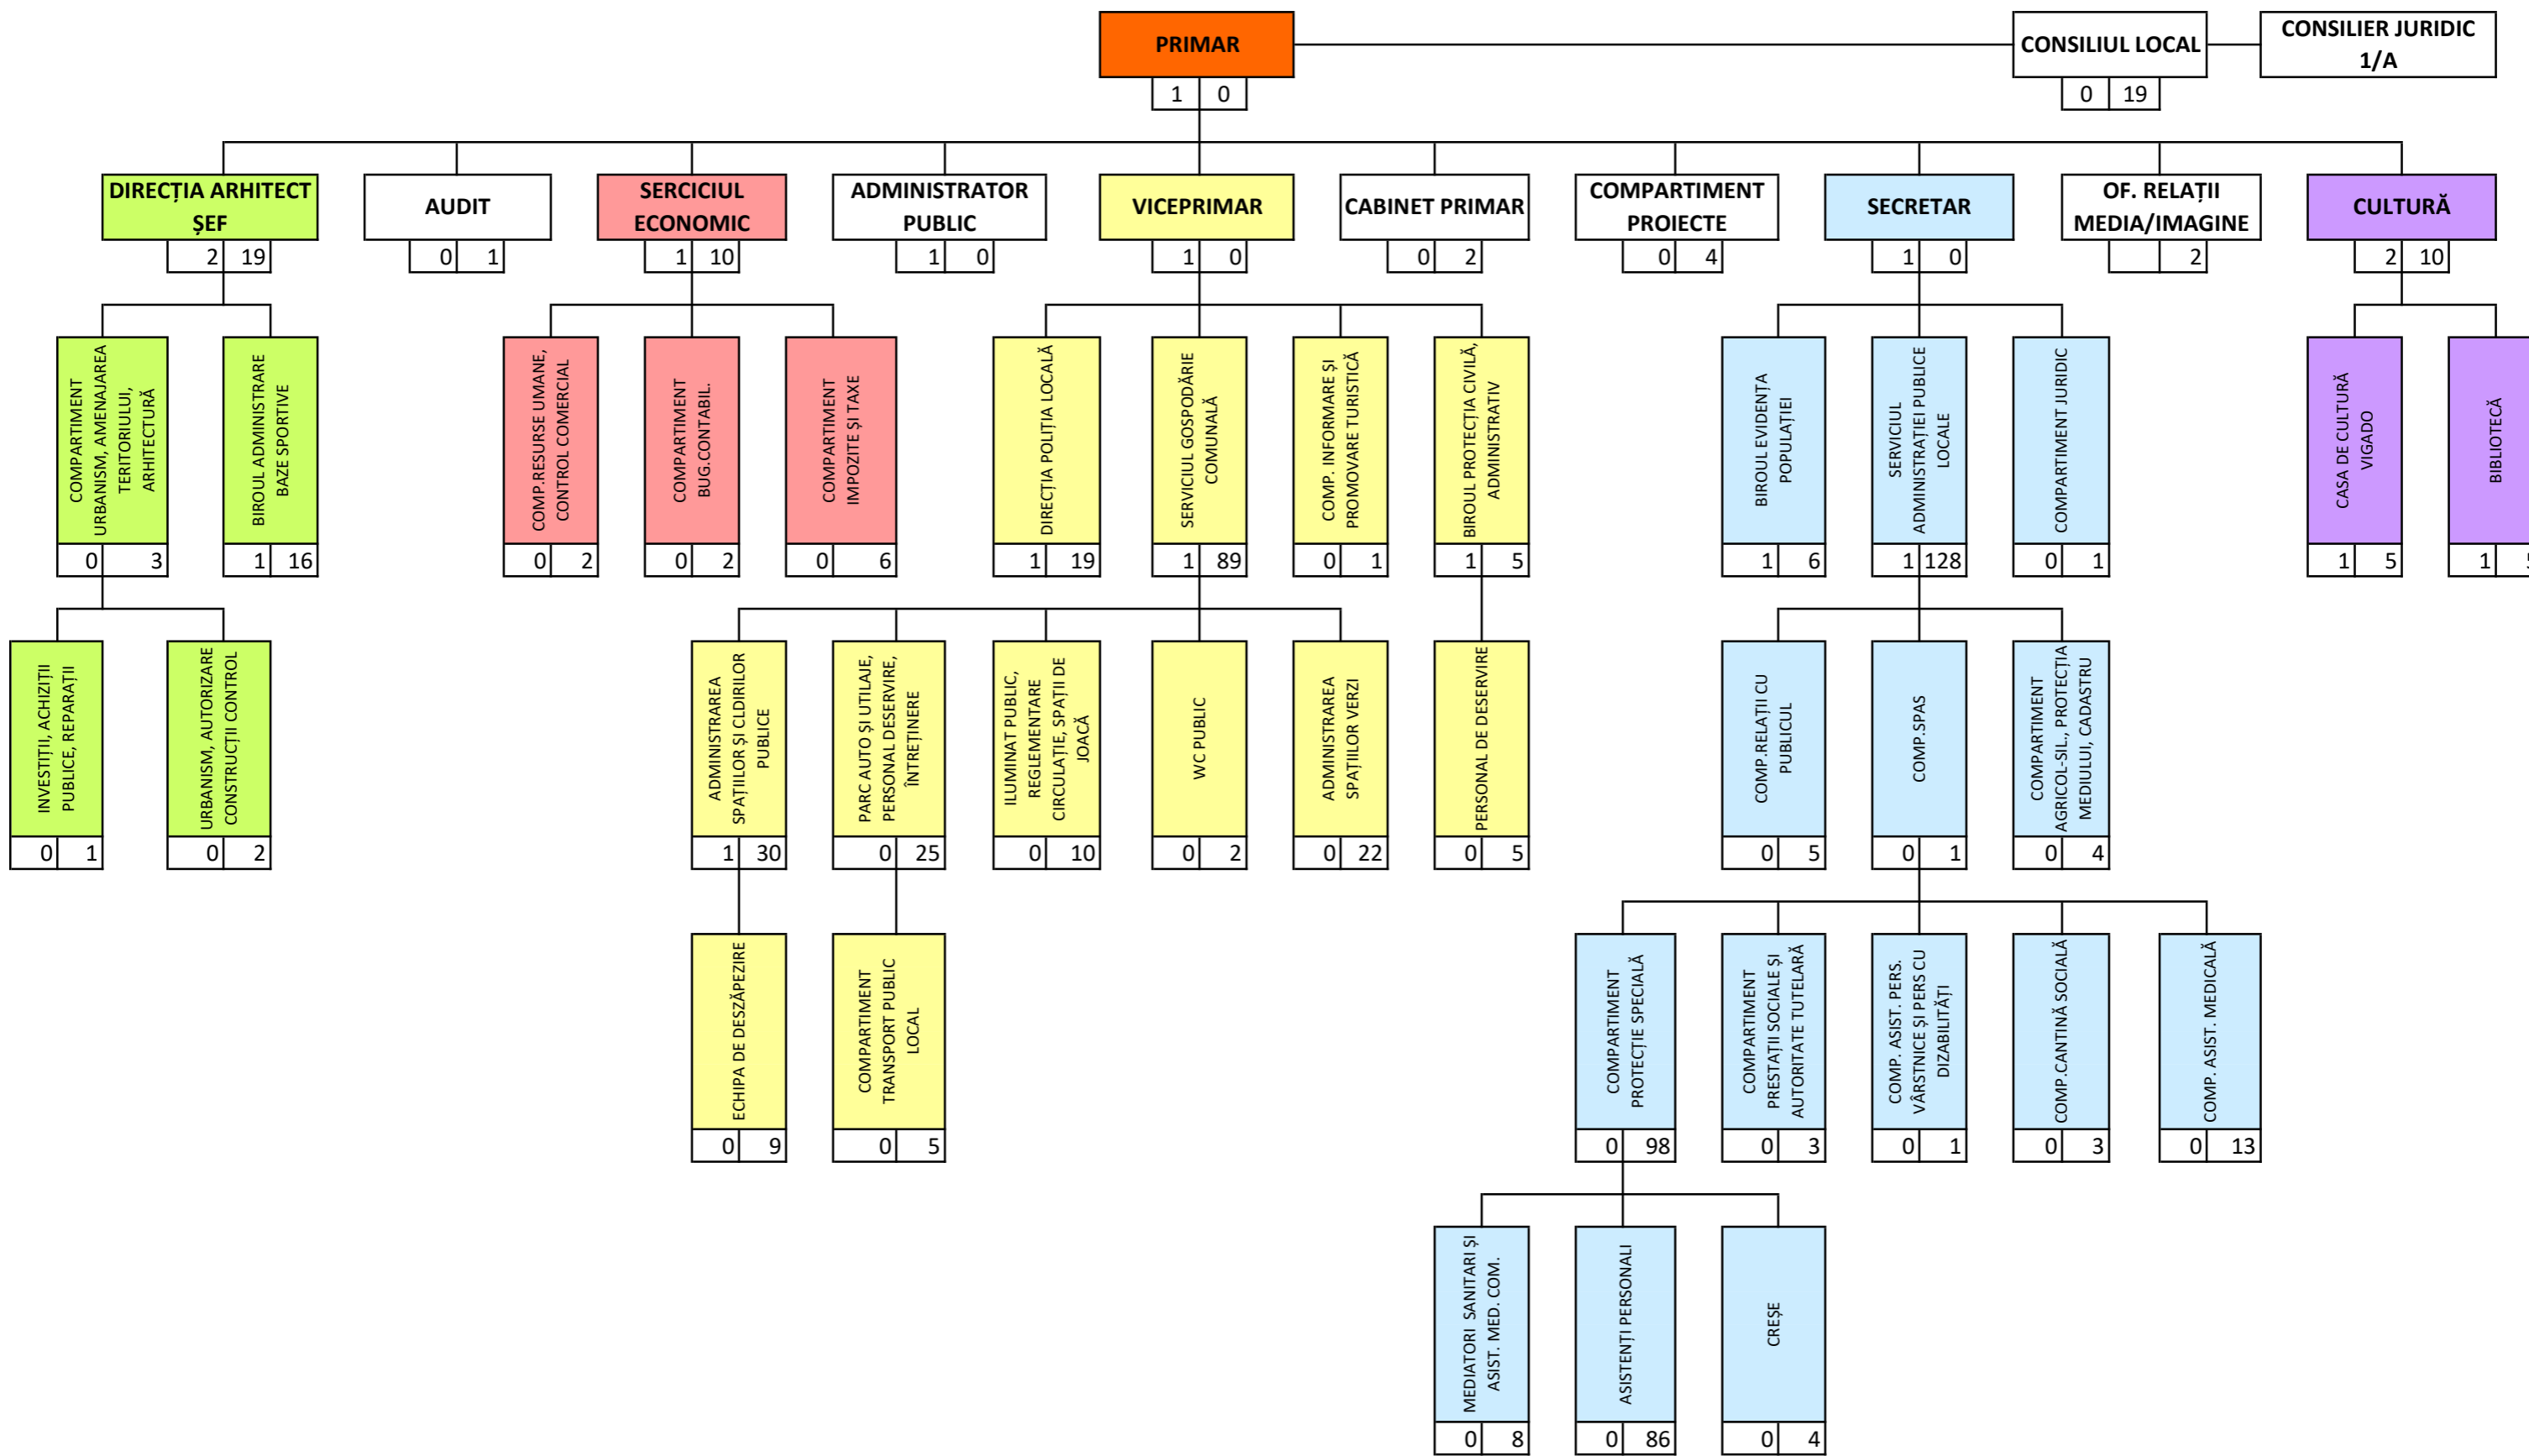 PRIMAR
CONSILIUL LOCAL
CONSILIER JURIDIC
1/A
1 0
0 19
DIRECȚIA ARHITECT
ȘEF
AUDIT
SERCICIUL
ECONOMIC
ADMINISTRATOR
PUBLIC
VICEPRIMAR
CABINET PRIMAR
COMPARTIMENT
PROIECTE
SECRETAR
OF. RELAȚII
MEDIA/IMAGINE
CULTURĂ
2 19
0 1
1 10
1 0
1 0
0 2
0 4
1 0
2
2 10
COMPARTIMENT
URBANISM, AMENAJAREA
TERITORIULUI,
ARHITECTURĂ
BIROUL ADMINISTRARE
BAZE SPORTIVE
COMP.RESURSE UMANE,
CONTROL COMERCIAL
COMPARTIMENT
BUG.CONTABIL.
COMPARTIMENT
IMPOZITE ȘI TAXE
DIRECȚIA POLIȚIA LOCALĂ
SERVICIUL GOSPODĂRIE
COMUNALĂ
COMP. INFORMARE ȘI
PROMOVARE TURISTICĂ
BIROUL PROTECȚIA CIVILĂ,
ADMINISTRATIV
BIROUL EVIDENȚA
POPULAȚIEI
SERVICIUL
ADMINISTRAȚIEI PUBLICE
LOCALE
COMPARTIMENT JURIDIC
CASA DE CULTURĂ
VIGADO
BIBLIOTECĂ
0 3
1 16
0 2
0 2
0 6
1 19
1 89
0 1
1 5
1 6
1 128
0 1
1 5
1 5
INVESTIȚII, ACHIZIȚII
PUBLICE, REPARAȚII
URBANISM, AUTORIZARE
CONSTRUCȚII CONTROL
ADMINISTRAREA
SPAȚIILOR ȘI CLDIRILOR
PUBLICE
PARC AUTO ȘI UTILAJE,
PERSONAL DESERVIRE,
ÎNTREȚINERE
ILUMINAT PUBLIC,
REGLEMENTARE
CIRCULAȚIE, SPAȚII DE
JOACĂ
WC PUBLIC
ADMINISTRAREA
SPAȚIILOR VERZI
PERSONAL DE DESERVIRE
COMP.RELAȚII CU
PUBLICUL
COMP.SPAS
COMPARTIMENT
AGRICOL-SIL., PROTECȚIA
MEDIULUI, CADASTRU
0 1
0 2
1 30
0 25
0 10
0 2
0 22
0 5
0 5
0 1
0 4
ECHIPA DE DESZĂPEZIRE
COMPARTIMENT
TRANSPORT PUBLIC
LOCAL
COMPARTIMENT
PROTECȚIE SPECIALĂ
COMPARTIMENT
PRESTAȚII SOCIALE ȘI
AUTORITATE TUTELARĂ
COMP. ASIST. PERS.
VÂRSTNICE ȘI PERS CU
DIZABILITĂȚI
COMP.CANTINĂ SOCIALĂ
COMP. ASIST. MEDICALĂ
0 9
0 5
0 98
0 3
0 1
0 3
0 13
MEDIATORI SANITARI ȘI
ASIST. MED. COM.
ASISTENȚI PERSONALI
CREȘE
0 8
0 86
0 4